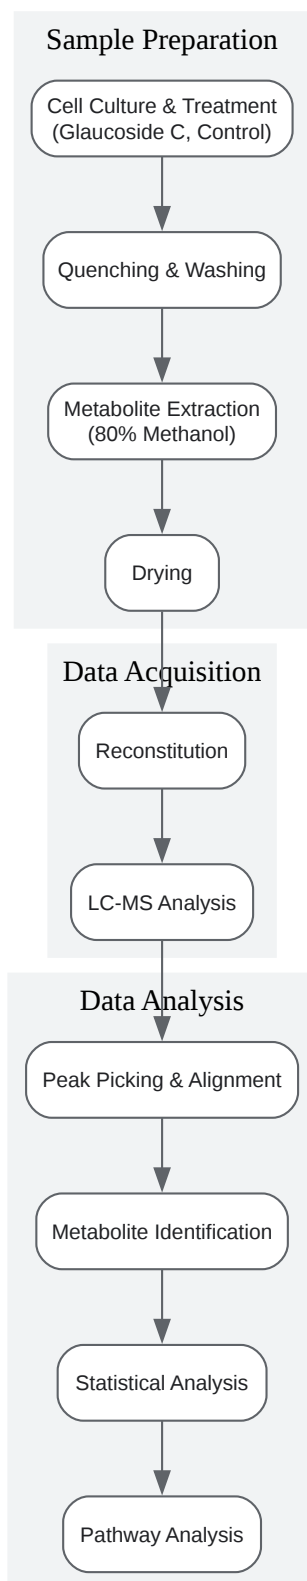 Sample Preparation
Cell Culture & Treatment
(Glaucoside C, Control)
Quenching & Washing
Metabolite Extraction
(80% Methanol)
Drying
Data Acquisition
Reconstitution
LC-MS Analysis
Data Analysis
Peak Picking & Alignment
Metabolite Identification
Statistical Analysis
Pathway Analysis